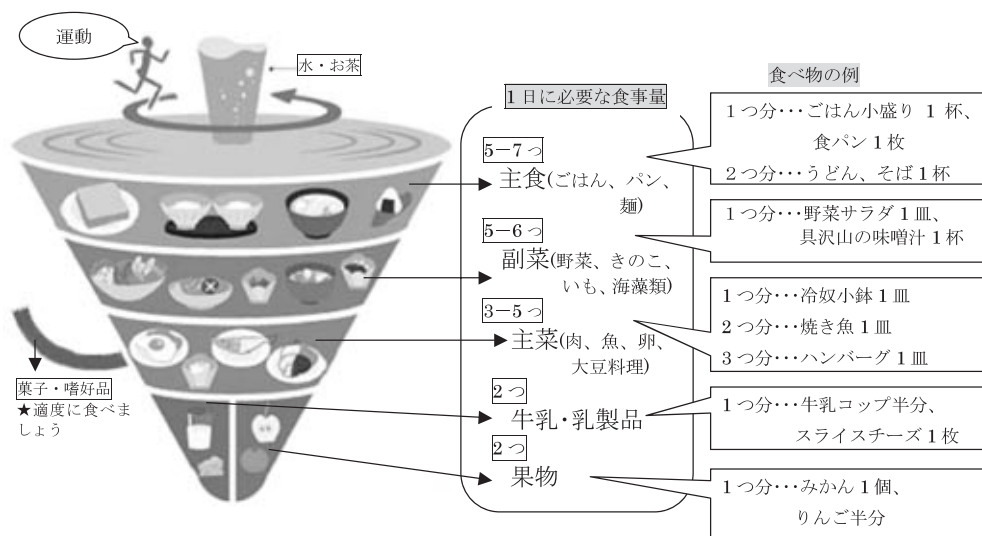 運動
水・お茶
菓子・嗜好品
★適度に食べま
しょう
1日に必要な食事量
5－7つ
主食(ごはん、パン、
麺)
5－6つ
副菜(野菜、きのこ、
いも、海藻類)
3－5つ
主菜(肉、魚、卵、
大豆料理)
2つ
牛乳・乳製品
2つ
果物
食べ物の例
1つ分･･･ごはん小盛り 1 杯、
食パン1枚
2つ分･･･うどん、そば1杯
1つ分･･･野菜サラダ1皿、
具沢山の味噌汁1杯
1つ分･･･冷奴小鉢1皿
2つ分･･･焼き魚1皿
3つ分･･･ハンバーグ1皿
1つ分･･･牛乳コップ半分、
スライスチーズ1枚
1つ分･･･みかん1個、
りんご半分